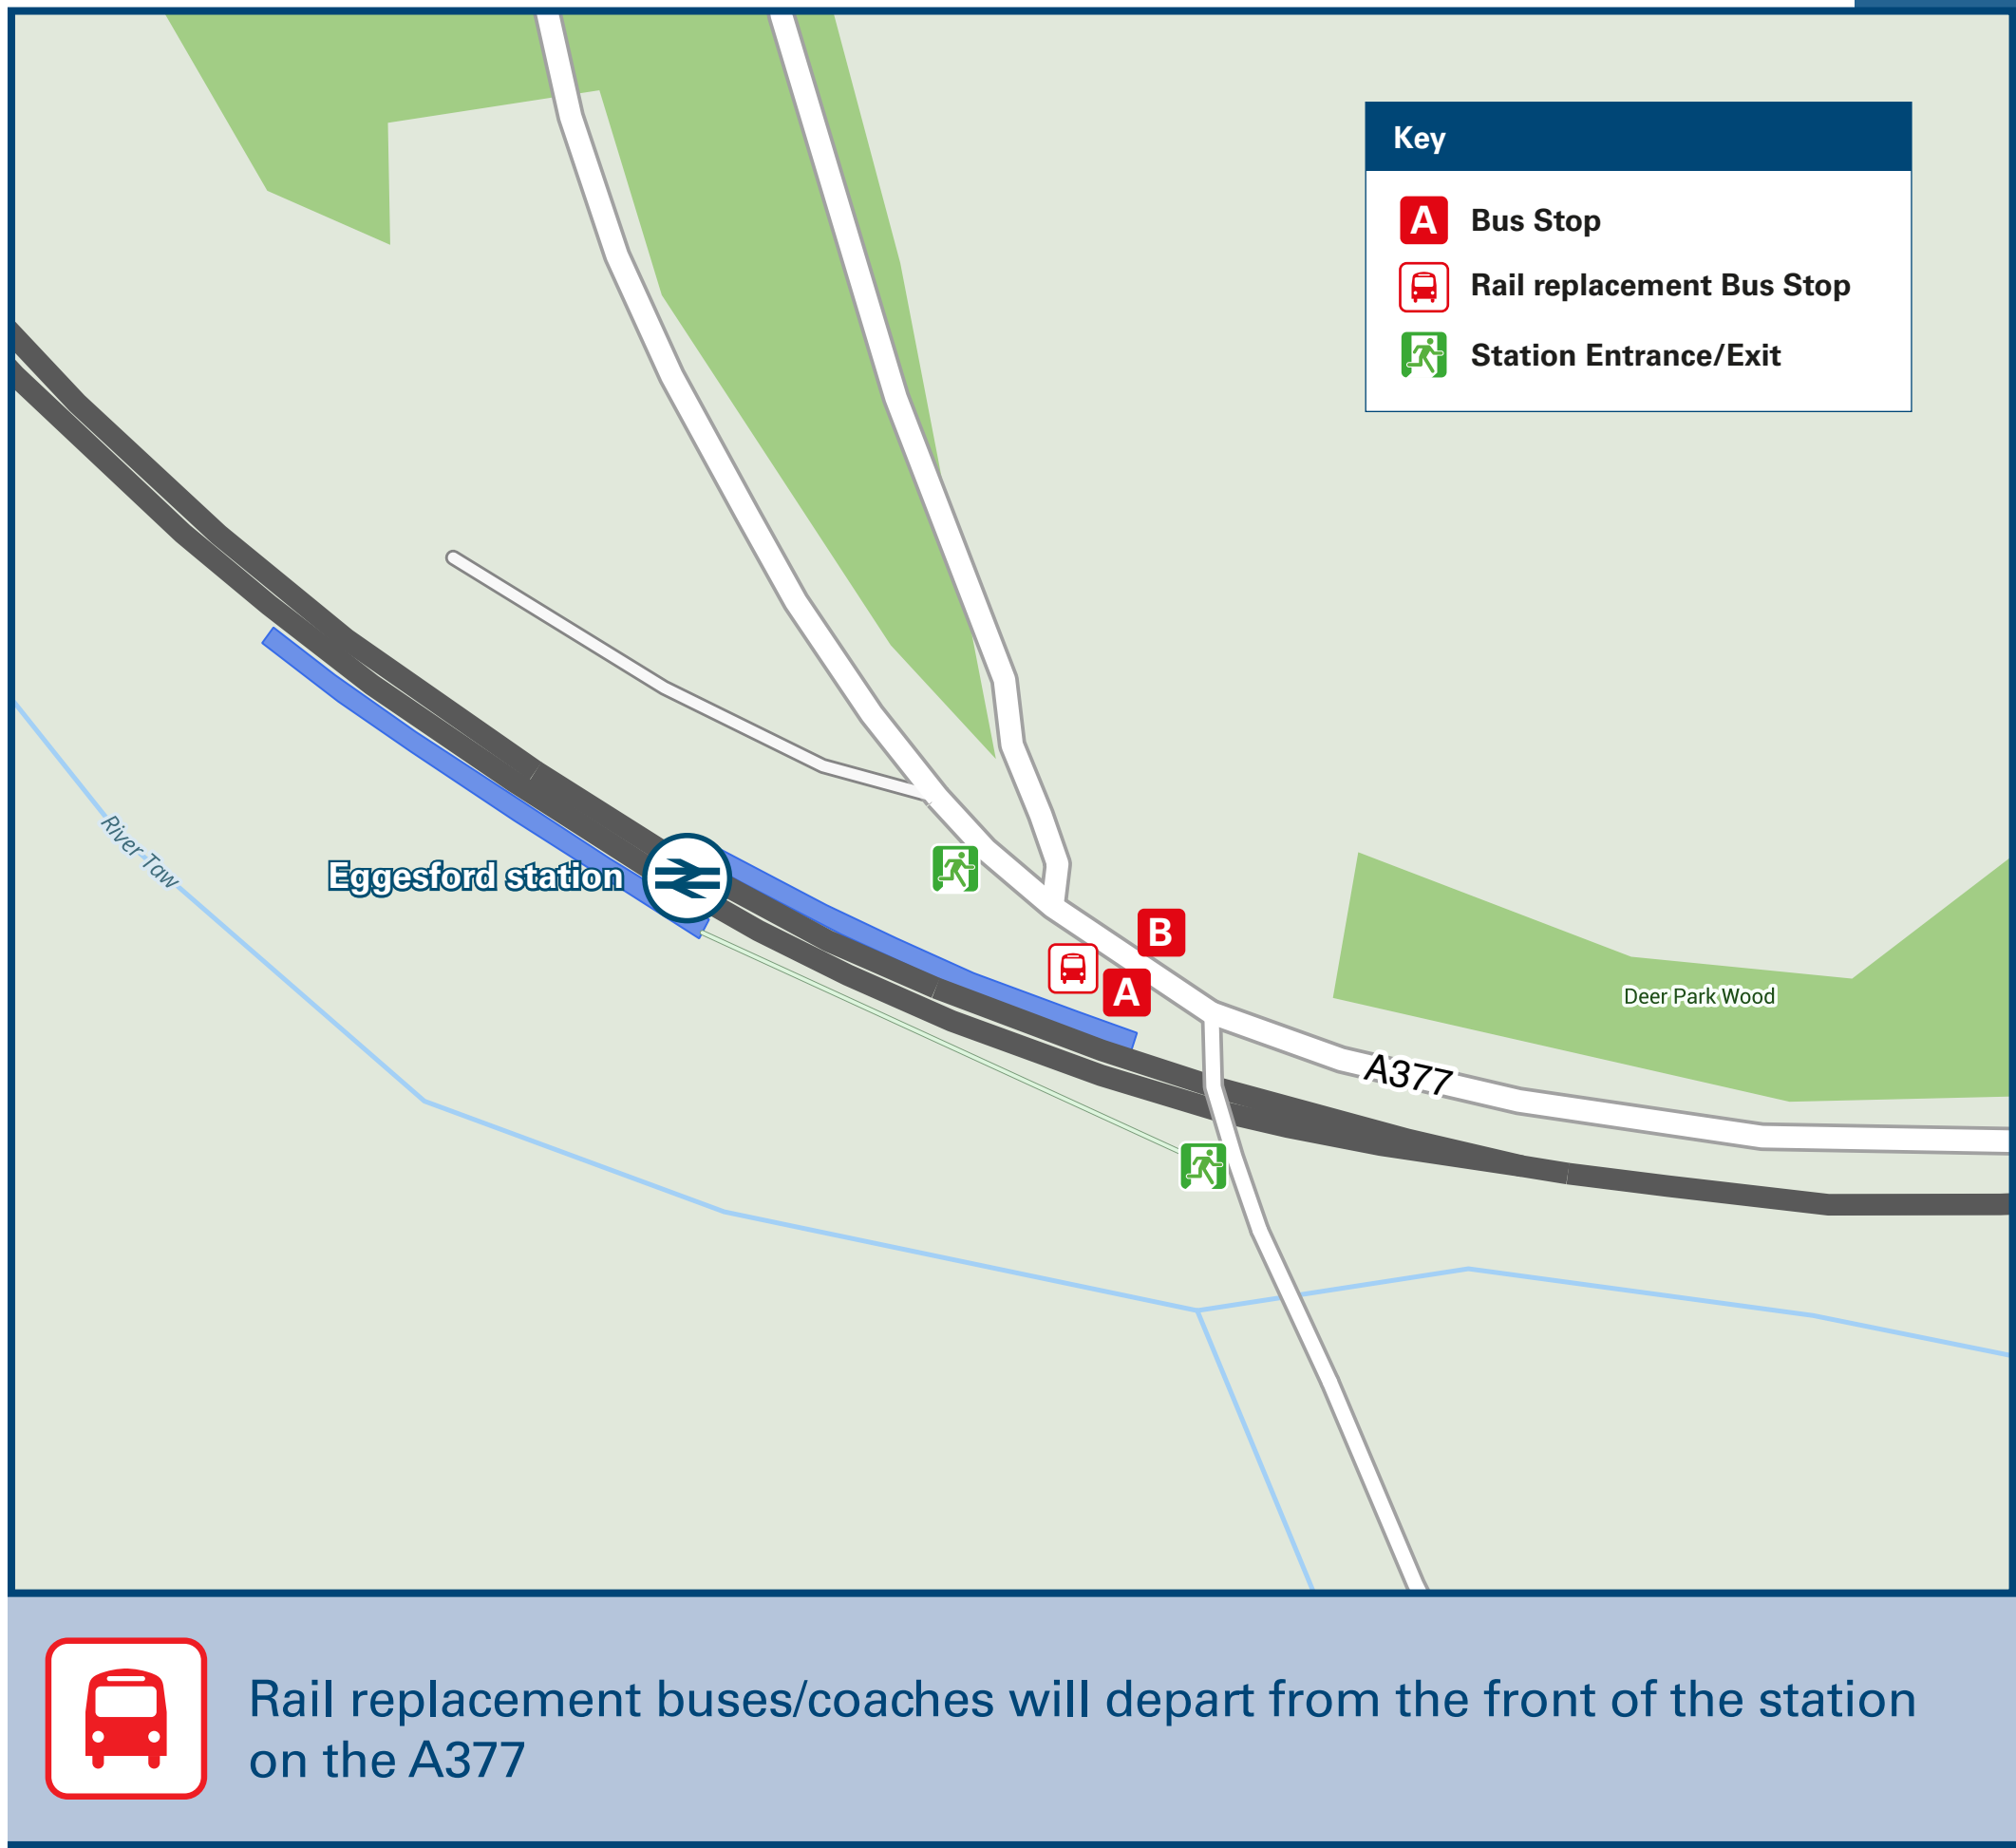 Key
A Bus Stop
Rail replacement Bus Stop
Station Entrance/Exit
River Taw
Eggesford station
B
A
Deer Park Wood
A377
Rail replacement buses/coaches will depart from the front of the station
on the A377